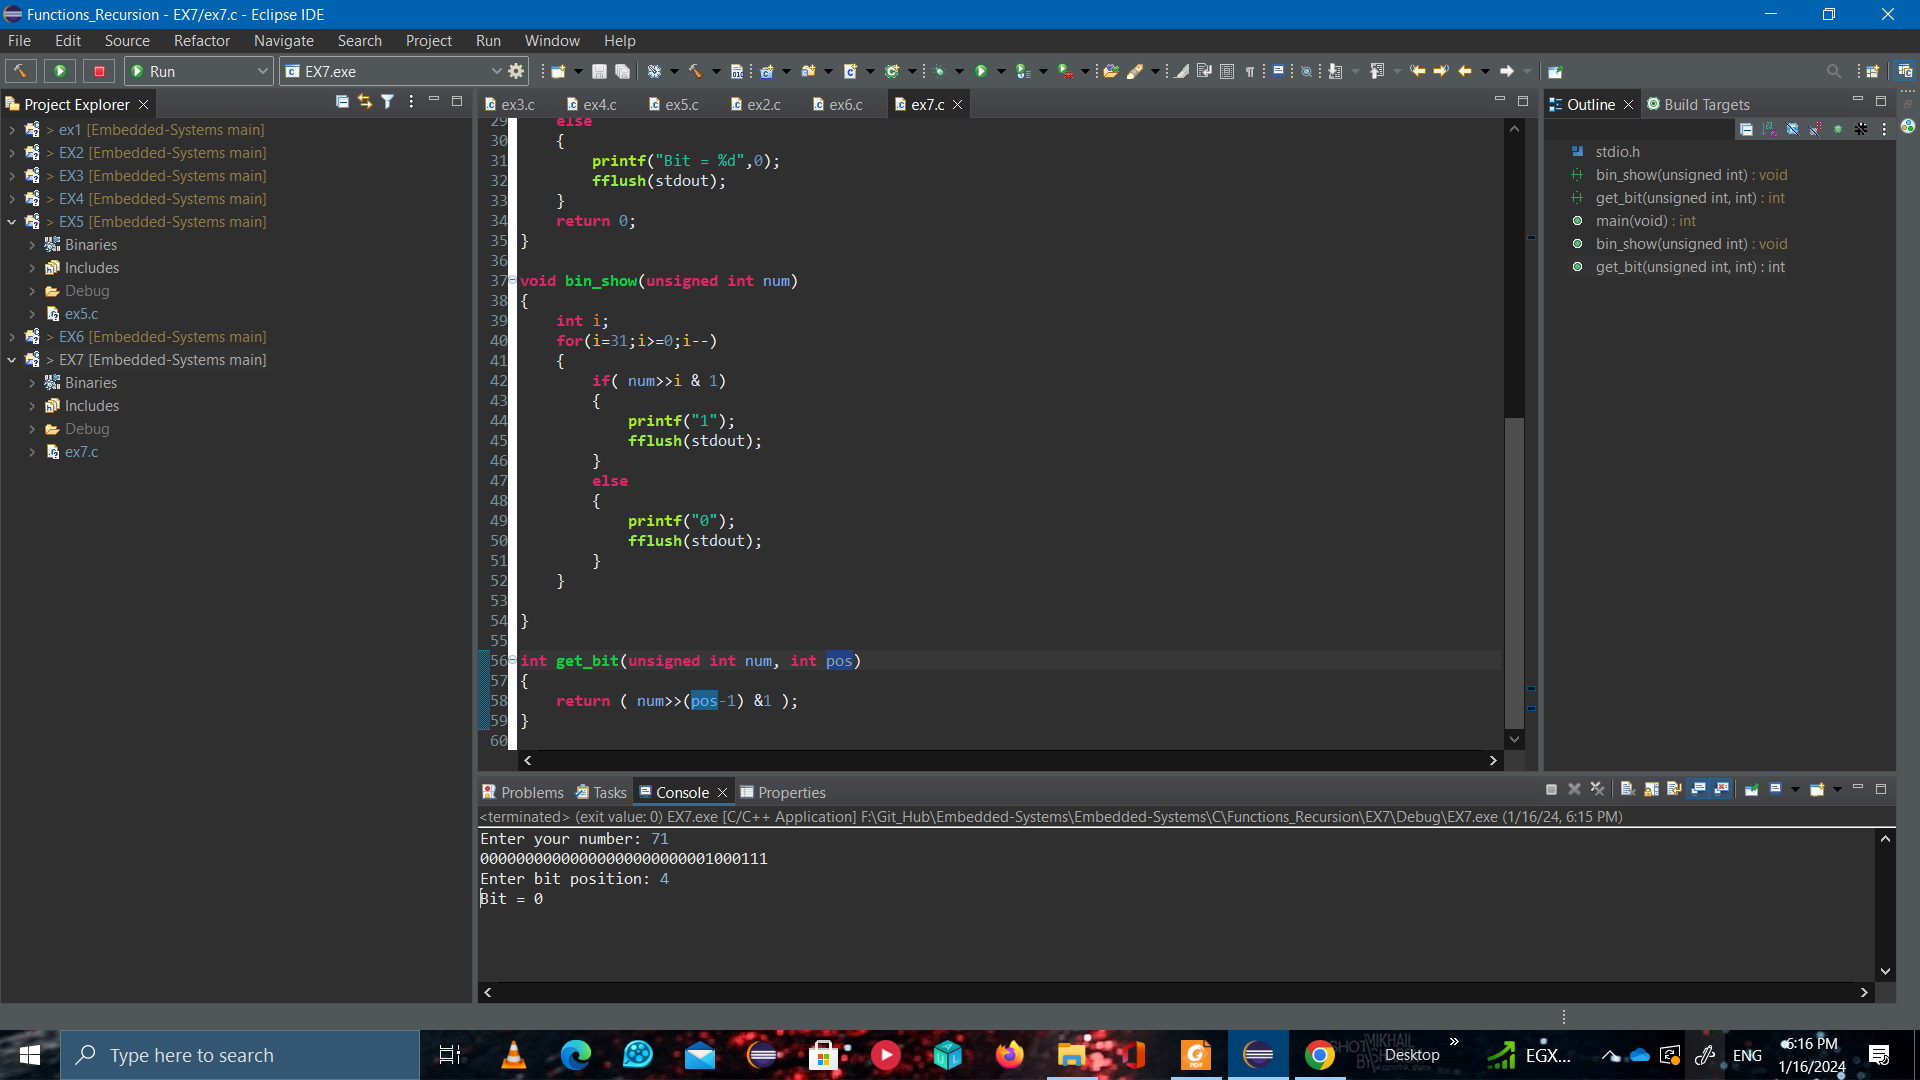 Functions_Recursion - EX7/ex7.c - Eclipse IDE
File Edit Source Refactor Navigate Search Project Run Window Help
Run
EX7.exe
Project Explorer
> ex1 [Embedded-Systems main]
> EX2 [Embedded-Systems main]
> EX3 [Embedded-Systems main]
> EX4 [Embedded-Systems main]
> EX5 [Embedded-Systems main]
Binaries
Includes
Debug
ex5.c
> EX6 [Embedded-Systems main]
> EX7 [Embedded-Systems main]
Binaries
Includes
Debug
ex7.c
ex3.c ex4.c ex5.c ex2.c ex6.c ex7.c
29 else
30 {
31 printf("Bit = %d",0);
32 fflush(stdout);
33 }
34 return 0;
35 }
36
37 void bin_show(unsigned int num)
38 {
39 int i;
40 for(i=31;i>=0;i--)
41 {
42 if( num>>i & 1)
43 {
44 printf("1");
45 fflush(stdout);
46 }
47 else
48 {
49 printf("0");
50 fflush(stdout);
51 }
52 }
53
54 }
55
56 int get_bit(unsigned int num, int pos)
57 {
58 return ( num>>(pos-1) &1 );
59 }
60
Outline Build Targets
stdio.h
bin_show(unsigned int) : void
get_bit(unsigned int, int) : int
main(void) : int
bin_show(unsigned int) : void
get_bit(unsigned int, int) : int
Problems Tasks Console Properties
<terminated> (exit value: 0) EX7.exe [C/C++ Application] F:\Git_Hub\Embedded-Systems\Embedded-Systems\C\Functions_Recursion\EX7\Debug\EX7.exe (1/16/24, 6:15 PM)
Enter your number: 71
00000000000000000000000001000111
Enter bit position: 4
Bit = 0
Type here to search
Desktop
EGX...
ENG
6:16 PM
1/16/2024